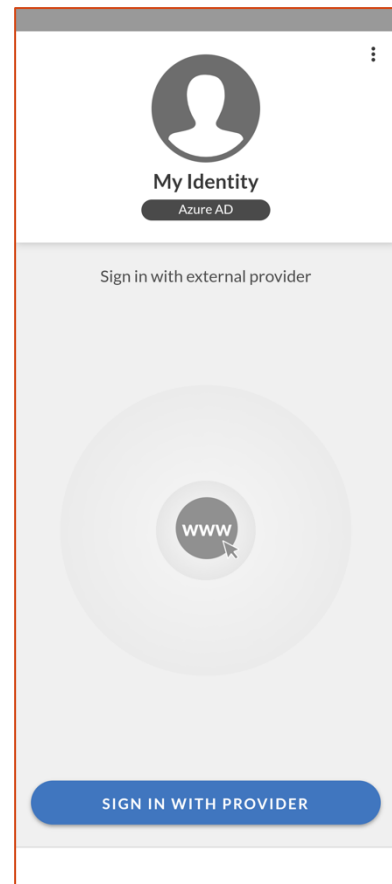 My Identity
Azure AD
Sign in with external provider
www
SIGN IN WITH PROVIDER